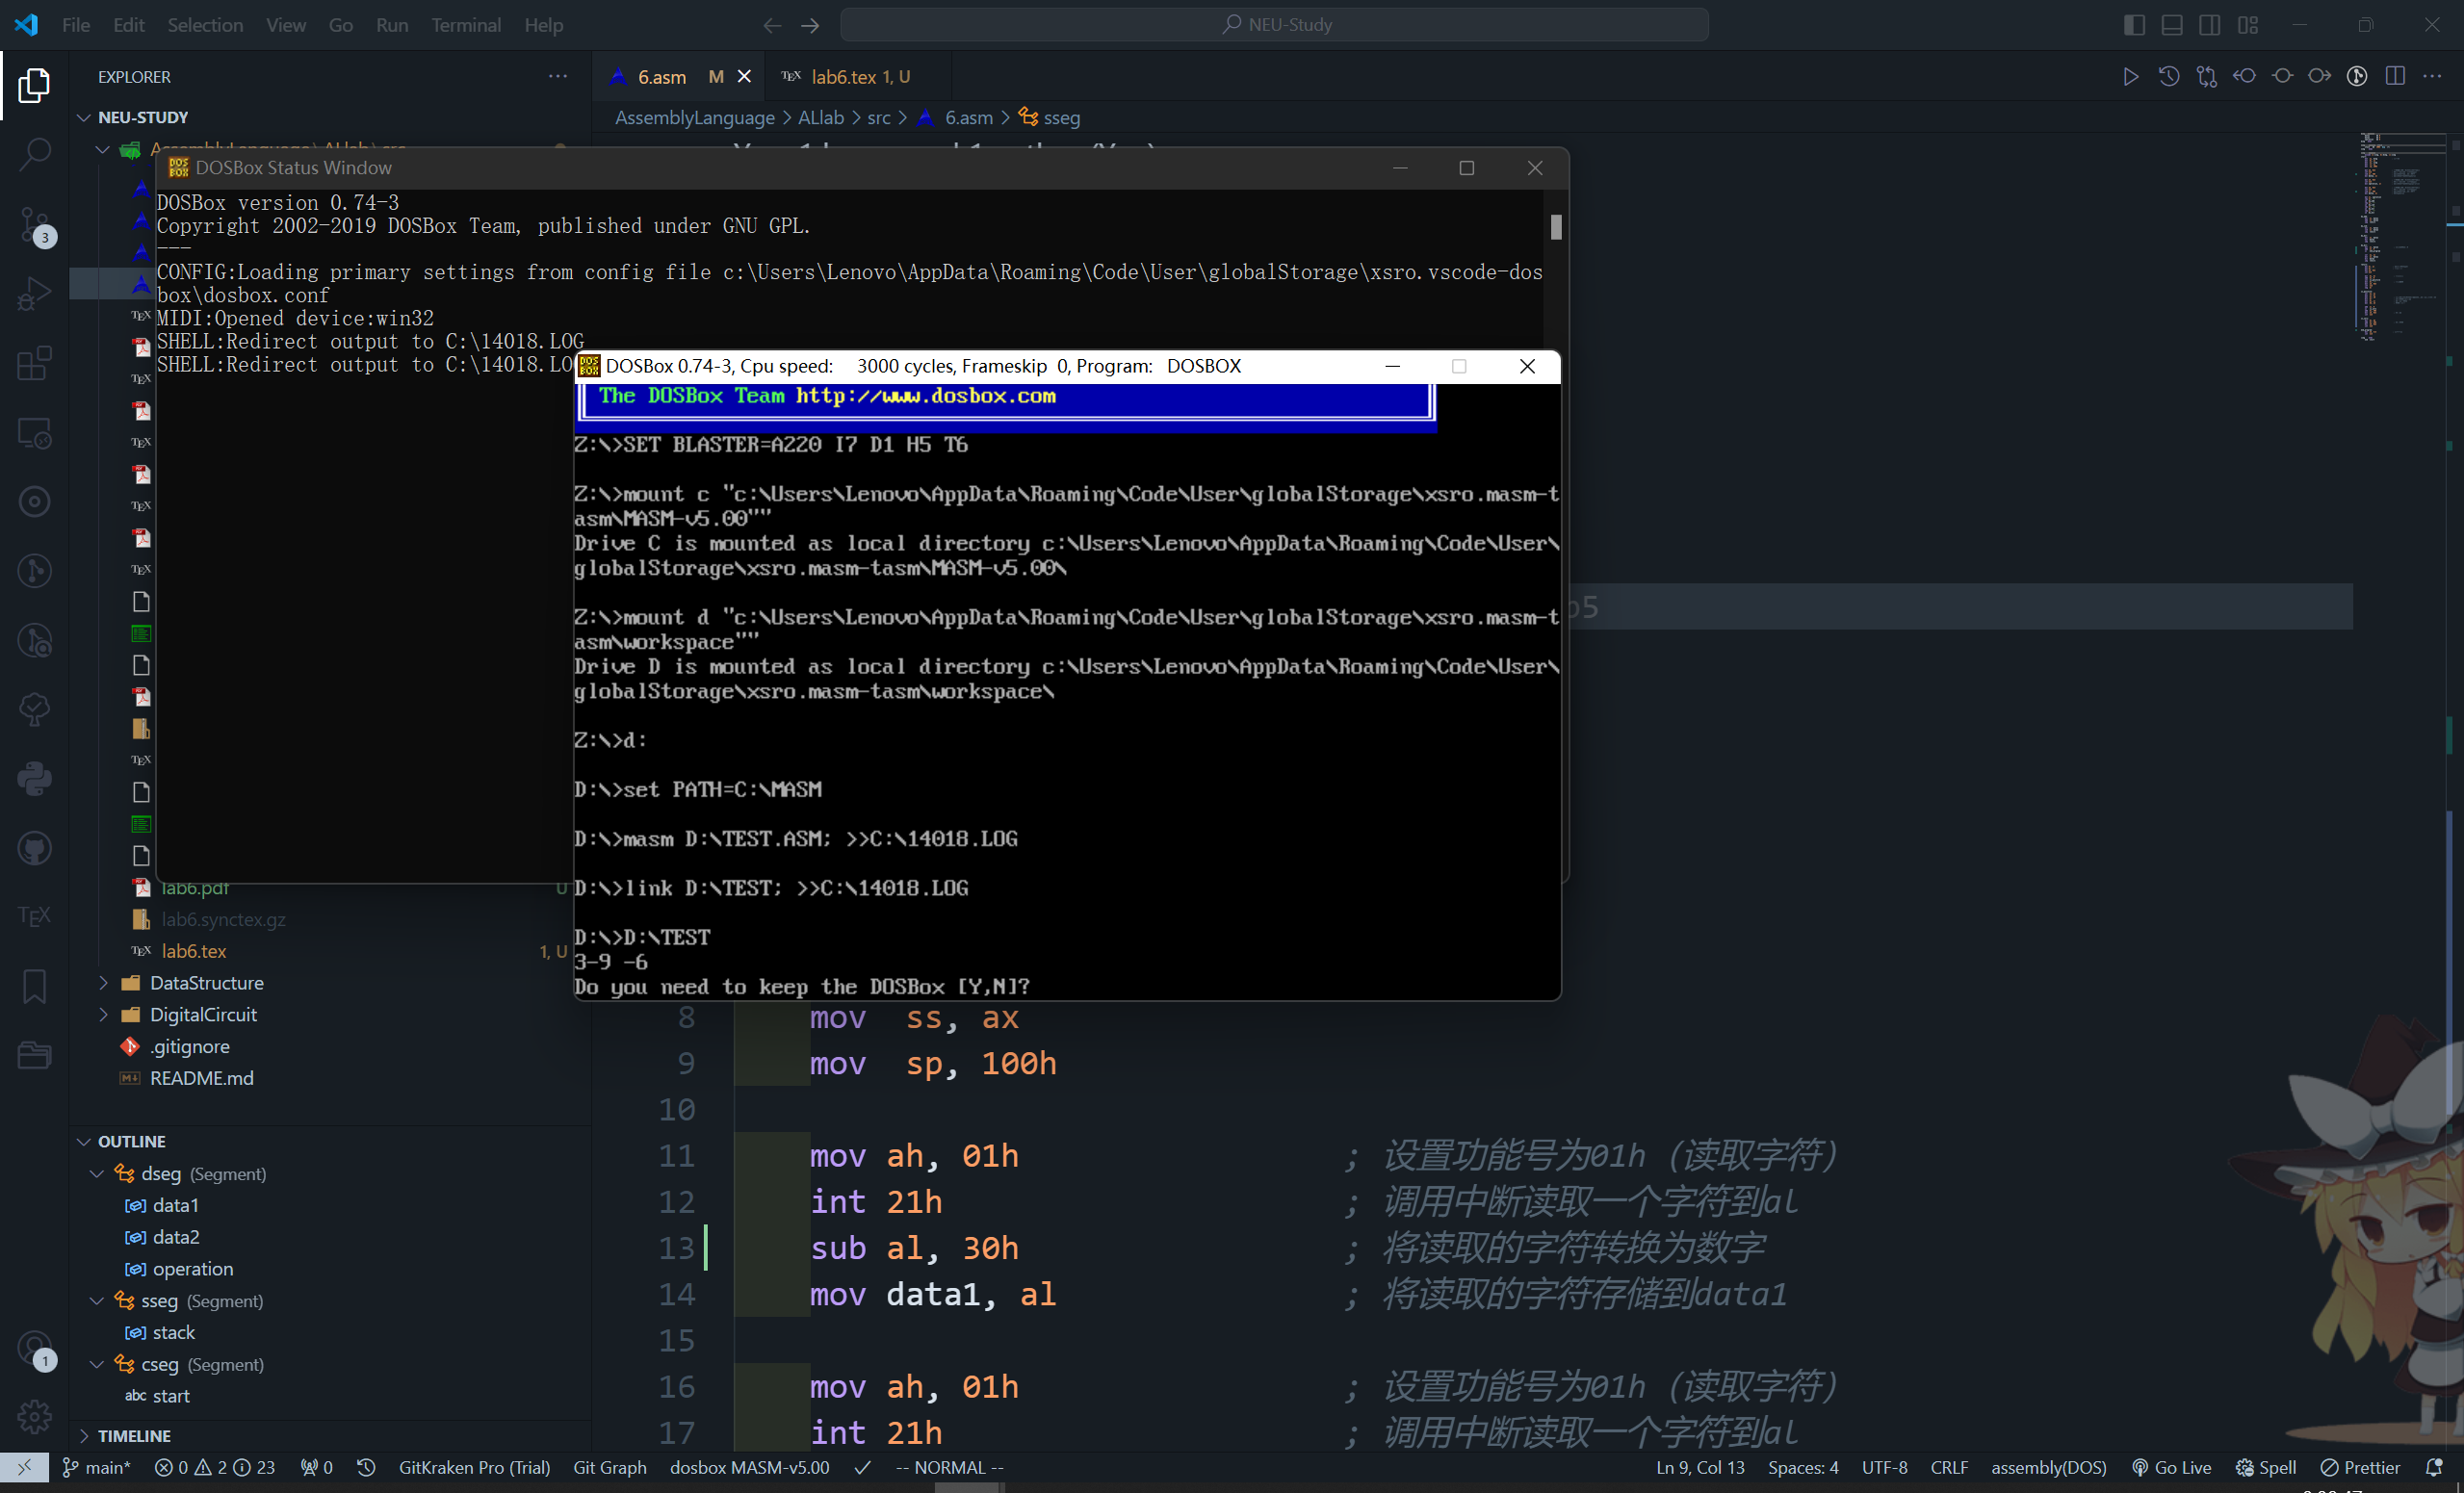 File Edit Selection View Go Run Terminal Help
NEU-Study
EXPLORER
6.asm M
lab6.tex 1, U
NEU-STUDY
AssemblyLanguage > ALlab > src > 6.asm > sseg
DOSBox Status Window
DOSBox version 0.74-3
Copyright 2002-2019 DOSBox Team, published under GNU GPL.
---
CONFIG:Loading primary settings from config file c:\Users\Lenovo\AppData\Roaming\Code\User\globalStorage\xsro.vscode-dos
box\dosbox.conf
MIDI:Opened device:win32
SHELL:Redirect output to C:\14018.LOG
SHELL:Redirect output to C:\14018.LO
DOSBox 0.74-3, Cpu speed: 3000 cycles, Frameskip 0, Program: DOSBOX
The DOSBox Team http://www.dosbox.com
Z:\>SET BLASTER=A220 I7 D1 H5 T6
Z:\>mount c "c:\Users\Lenovo\AppData\Roaming\Code\User\globalStorage\xsro.masm-t
asm\MASM-v5.00""
Drive C is mounted as local directory c:\Users\Lenovo\AppData\Roaming\Code\User\
globalStorage\xsro.masm-tasm\MASM-v5.00\
Z:\>mount d "c:\Users\Lenovo\AppData\Roaming\Code\User\globalStorage\xsro.masm-t
asm\workspace""
Drive D is mounted as local directory c:\Users\Lenovo\AppData\Roaming\Code\User\
globalStorage\xsro.masm-tasm\workspace\
Z:\>d:
D:\>set PATH=C:\MASM
D:\>masm D:\TEST.ASM; >>C:\14018.LOG
D:\>link D:\TEST; >>C:\14018.LOG
D:\>D:\TEST
3-9 -6
Do you need to keep the DOSBox [Y,N]?
lab6.pdf U
lab6.synctex.gz
lab6.tex 1, U
DataStructure
DigitalCircuit
.gitignore
README.md
OUTLINE
dseg (Segment)
data1
data2
operation
sseg (Segment)
stack
cseg (Segment)
start
TIMELINE
8 mov ss, ax
9 mov sp, 100h
10
11 mov ah, 01h ; 设置功能号为01h (读取字符)
12 int 21h ; 调用中断读取一个字符到al
13 sub al, 30h ; 将读取的字符转换为数字
14 mov data1, al ; 将读取的字符存储到data1
15
16 mov ah, 01h ; 设置功能号为01h (读取字符)
17 int 21h ; 调用中断读取一个字符到al
main* 0 2 23 0 GitKraken Pro (Trial) Git Graph dosbox MASM-v5.00 -- NORMAL -- Ln 9, Col 13 Spaces: 4 UTF-8 CRLF assembly(DOS) Go Live Spell Prettier